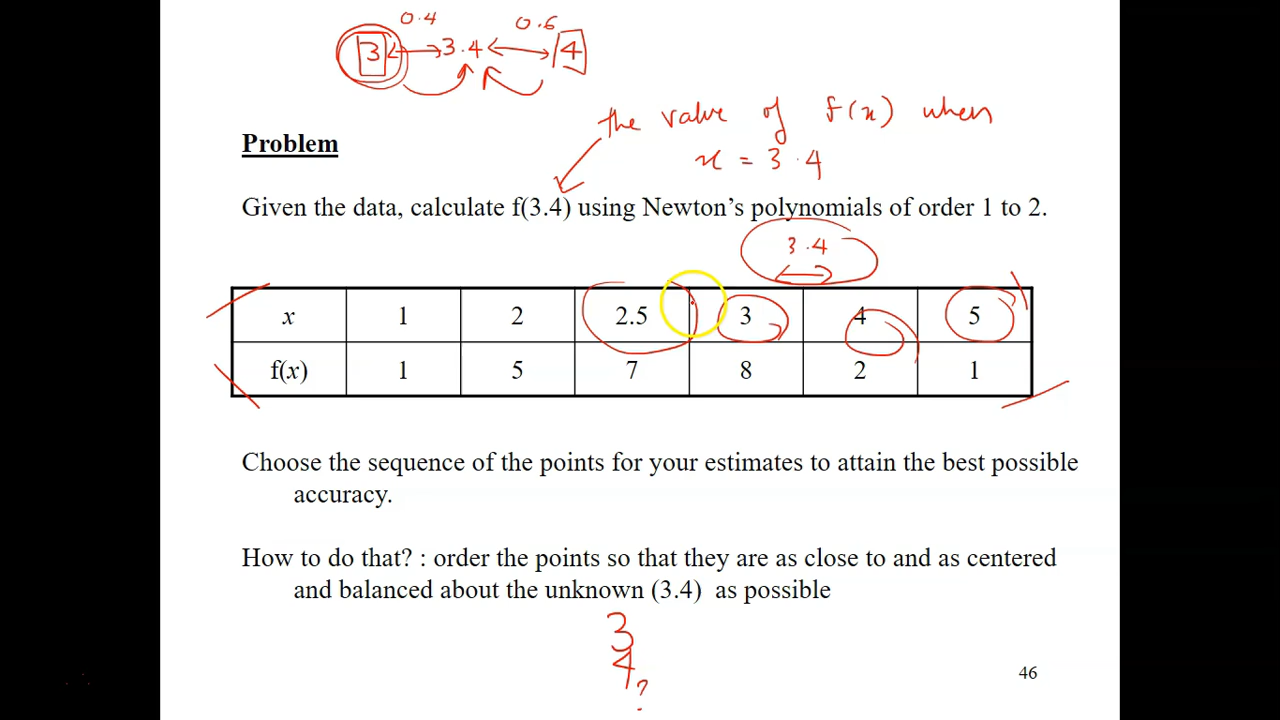 0.4 0.6
3 3.4 4
the value of f(x) when
x = 3.4
Problem
Given the data, calculate f(3.4) using Newton's polynomials of order 1 to 2.
3.4
x 1 2 2.5 3 4 5
f(x) 1 5 7 8 2 1
Choose the sequence of the points for your estimates to attain the best possible
accuracy.
How to do that? : order the points so that they are as close to and as centered
and balanced about the unknown (3.4) as possible
3
4
?
46